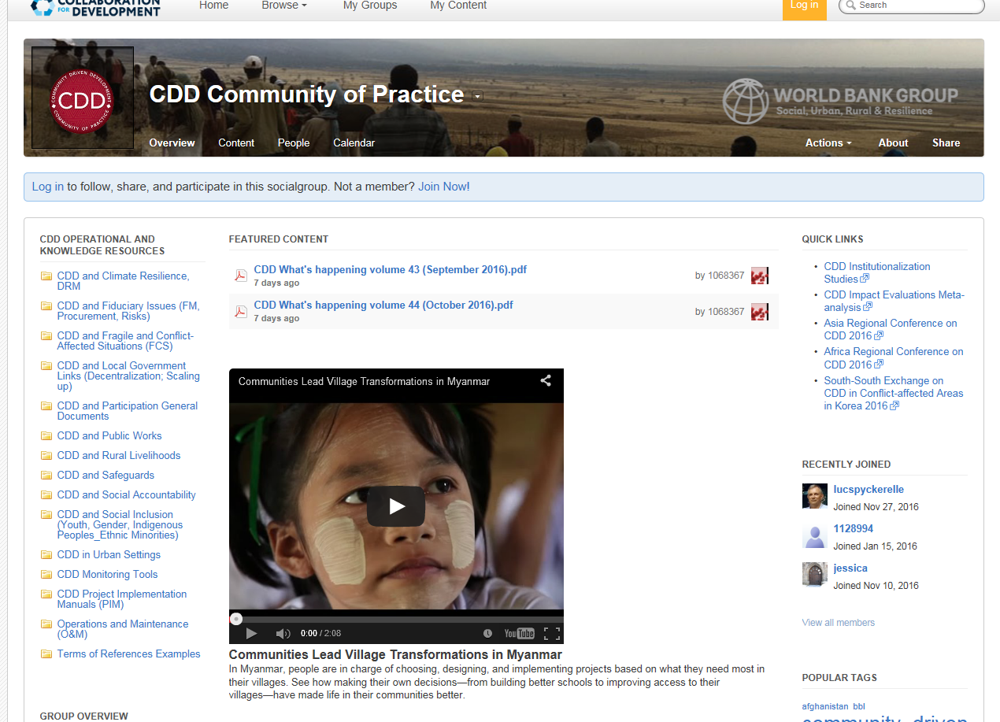 COLLABORATION
FOR DEVELOPMENT
Home
Browse
My Groups
My Content
Log in
Search
COMMUNITY DRIVEN DEVELOPMENT
CDD
COMMUNITY OF PRACTICE
CDD Community of Practice
WORLD BANK GROUP
Social, Urban, Rural & Resilience
Overview
Content
People
Calendar
Actions
About
Share
Log in to follow, share, and participate in this socialgroup. Not a member? Join Now!
CDD OPERATIONAL AND
KNOWLEDGE RESOURCES
CDD and Climate Resilience,
DRM
CDD and Fiduciary Issues (FM,
Procurement, Risks)
CDD and Fragile and Conflict-
Affected Situations (FCS)
CDD and Local Government
Links (Decentralization; Scaling
up)
CDD and Participation General
Documents
CDD and Public Works
CDD and Rural Livelihoods
CDD and Safeguards
CDD and Social Accountability
CDD and Social Inclusion
(Youth, Gender, Indigenous
Peoples_Ethnic Minorities)
CDD in Urban Settings
CDD Monitoring Tools
CDD Project Implementation
Manuals (PIM)
Operations and Maintenance
(O&M)
Terms of References Examples
GROUP OVERVIEW
FEATURED CONTENT
CDD What's happening volume 43 (September 2016).pdf
7 days ago
by 1068367
CDD What's happening volume 44 (October 2016).pdf
7 days ago
by 1068367
Communities Lead Village Transformations in Myanmar
0:00 / 2:08
YouTube
Communities Lead Village Transformations in Myanmar
In Myanmar, people are in charge of choosing, designing, and implementing projects based on what they need most in
their villages. See how making their own decisions—from building better schools to improving access to their
villages—have made life in their communities better.
QUICK LINKS
• CDD Institutionalization
Studies
• CDD Impact Evaluations Meta-
analysis
• Asia Regional Conference on
CDD 2016
• Africa Regional Conference on
CDD 2016
• South-South Exchange on
CDD in Conflict-affected Areas
in Korea 2016
RECENTLY JOINED
lucspyckerelle
Joined Nov 27, 2016
1128994
Joined Jan 15, 2016
jessica
Joined Nov 10, 2016
View all members
POPULAR TAGS
afghanistan bbl
community_driven